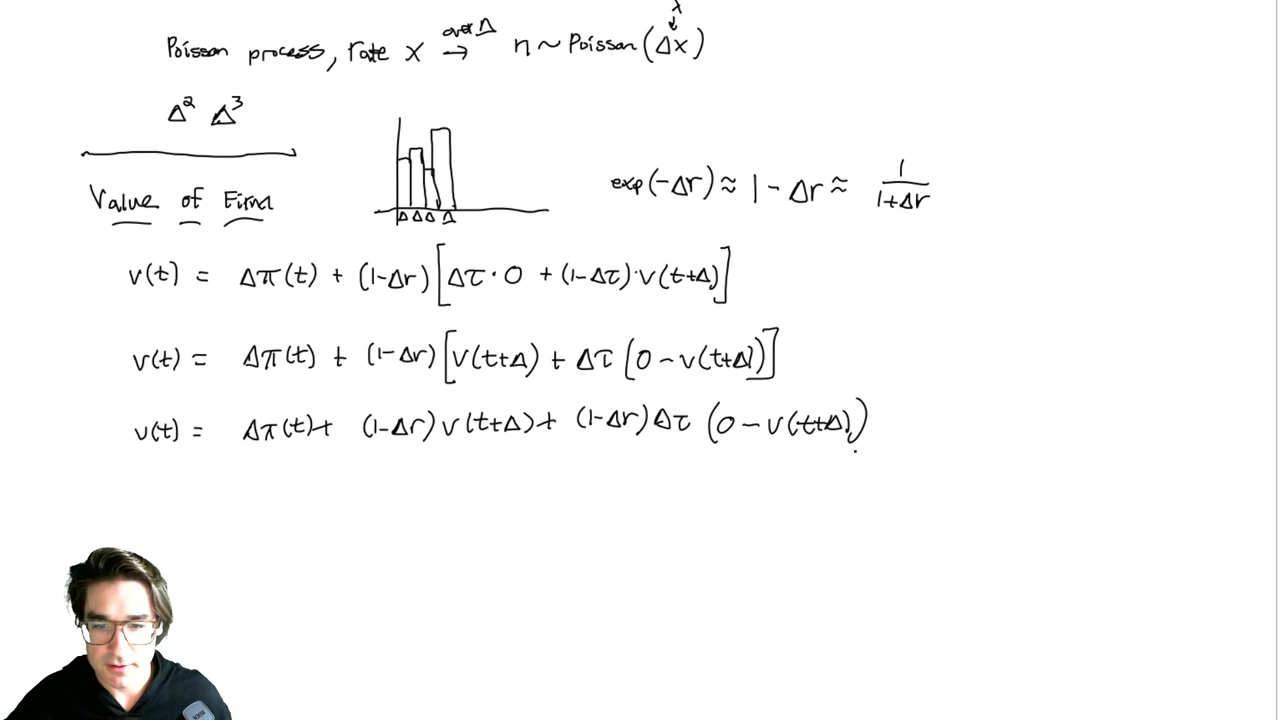 x
Poisson process, rate x →^{over Δ} n ~ Poisson(Δx)
Δ² Δ³
Value of Firm
Δ Δ Δ Δ
exp(-Δr) ≈ 1 - Δr ≈ 1/(1+Δr)
v(t) = Δπ(t) + (1-Δr)[Δτ·0 + (1-Δτ)·v(t+Δ)]
v(t) = Δπ(t) + (1-Δr)[v(t+Δ) + Δτ(0-v(t+Δ))]
v(t) = Δπ(t) + (1-Δr)v(t+Δ) + (1-Δr)Δτ(0-v(t+Δ))